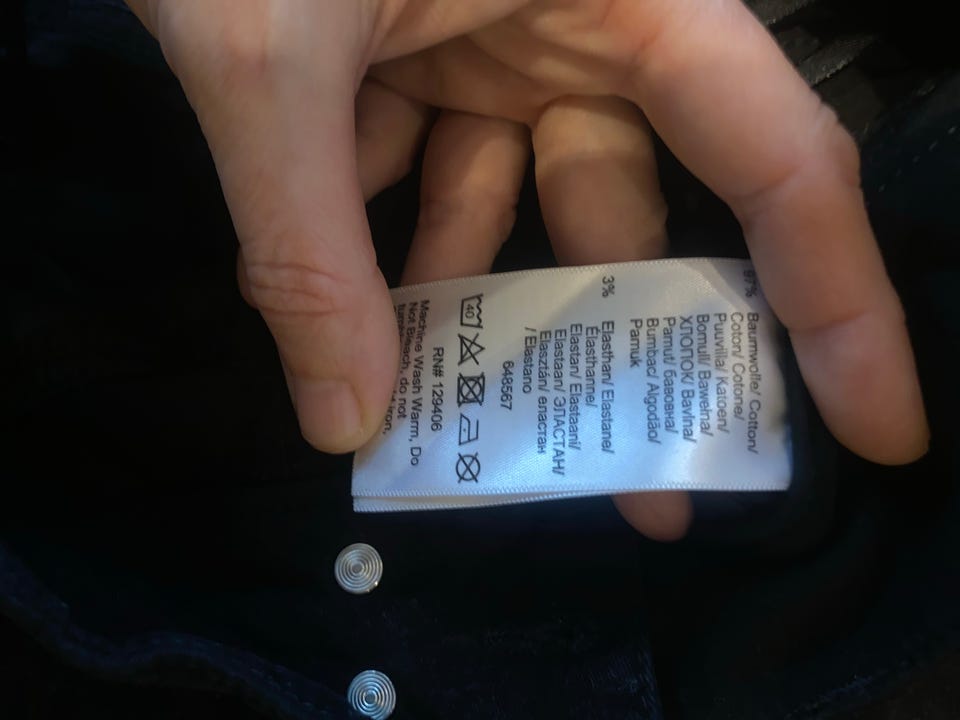 97% Baumwolle/ Cotton/
Coton/ Cotone/
Puuvilla/ Katoen/
Bomull/ Bawełna/
ХЛОПОК/ Bavlna/
Pamut/ бавовна/
Bumbac/ Algodão/
Pamuk
3% Elasthan/ Elastane/
Élasthanne/
Elastan/ Elastaani/
Elastaan/ ЭЛАСТАН/
Elasztán/ еластан
/ Elastano
648567
40
RN# 129406
Machine Wash Warm, Do
Not Bleach, do not
iron,